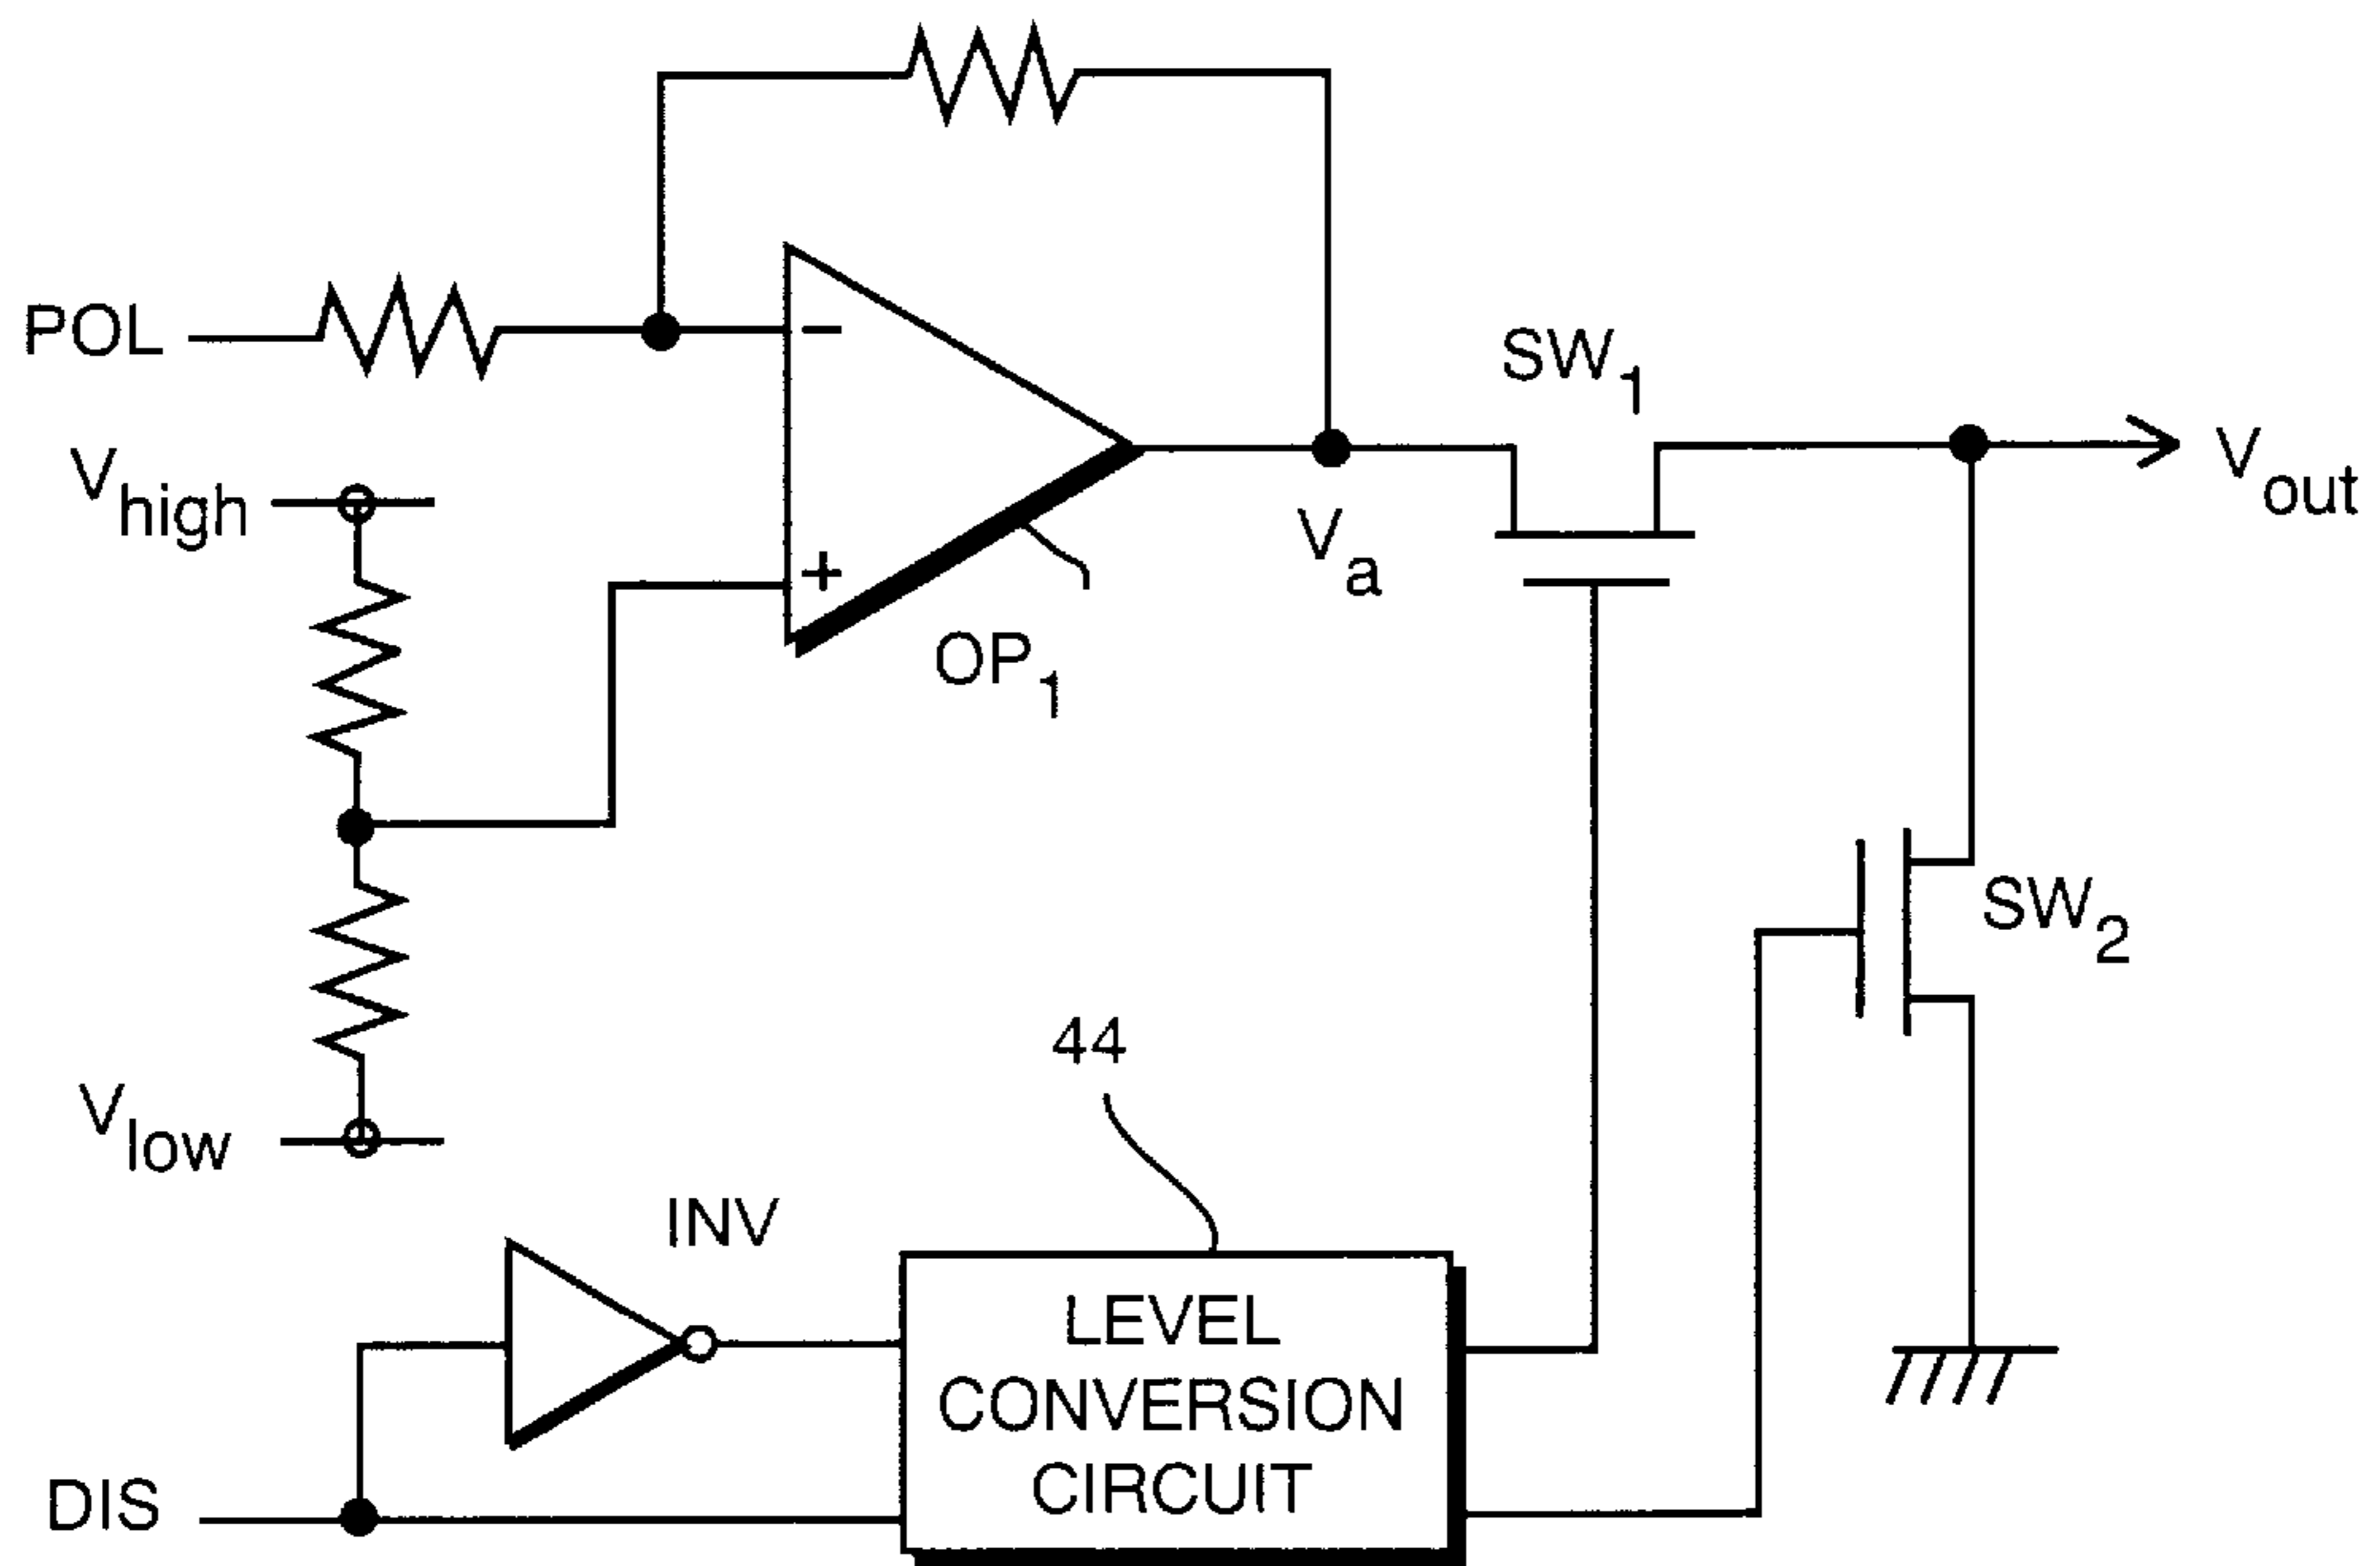 POL
SW1
Vhigh
−
+
Va
Vout
OP1
SW2
44
Vlow
INV
LEVEL
CONVERSION
CIRCUIT
DIS